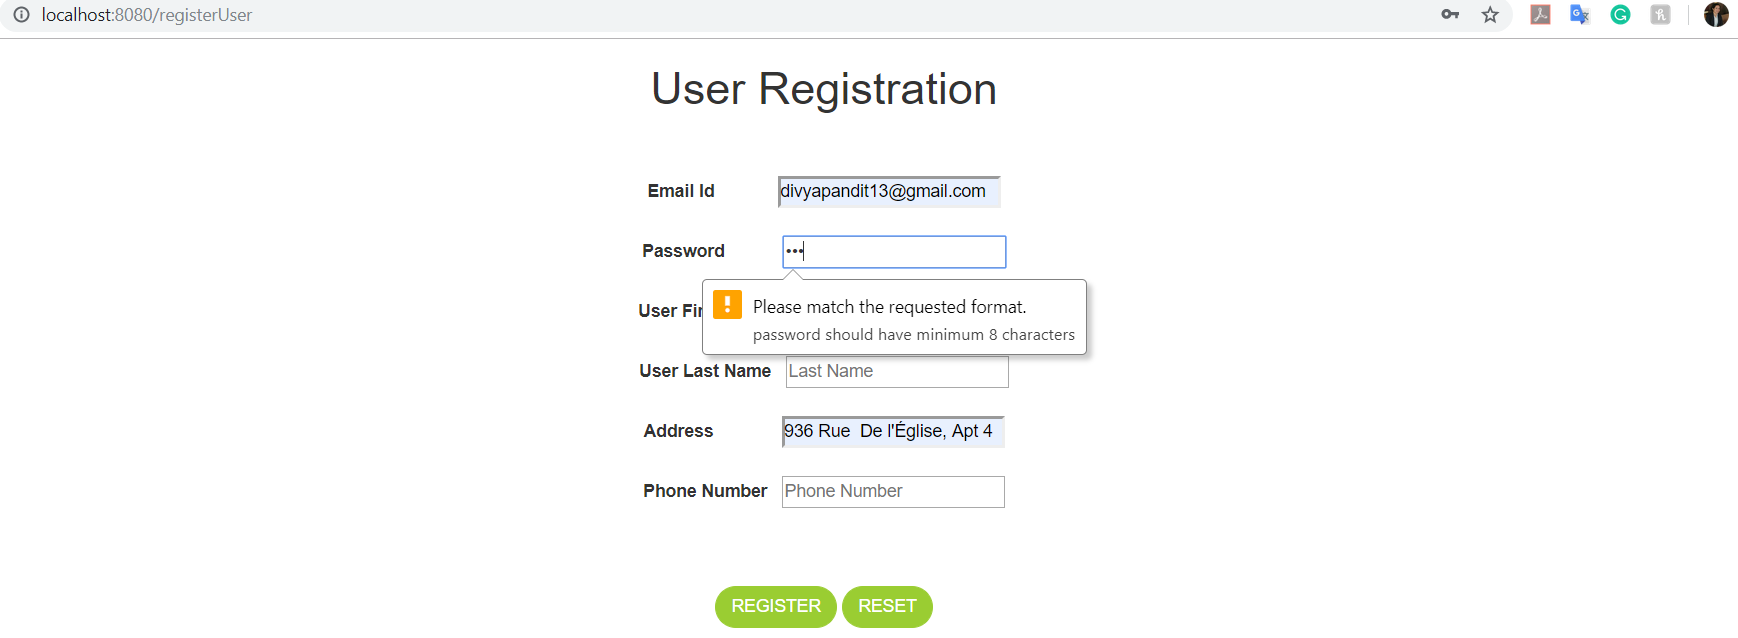 localhost:8080/registerUser
User Registration
Email Id divyapandit13@gmail.com
Password •••
Please match the requested format.
password should have minimum 8 characters
User Fir
User Last Name Last Name
Address 936 Rue  De l'Église, Apt 4
Phone Number Phone Number
REGISTER RESET